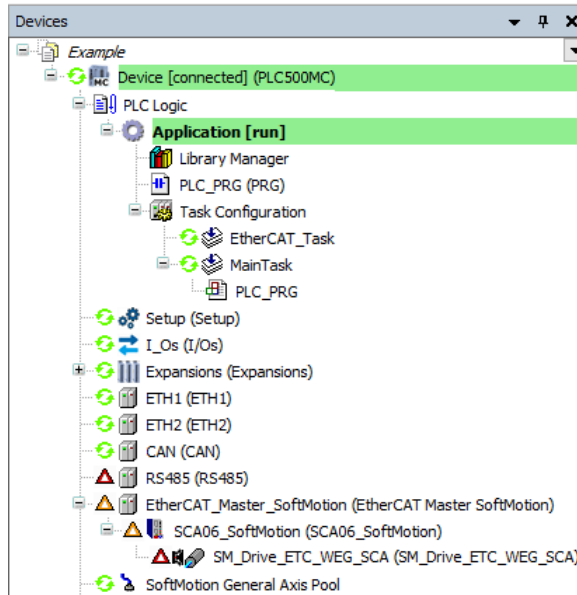 Devices
Example
Device [connected] (PLC500MC)
PLC Logic
Application [run]
Library Manager
PLC_PRG (PRG)
Task Configuration
EtherCAT_Task
MainTask
PLC_PRG
Setup (Setup)
I_Os (I/Os)
Expansions (Expansions)
ETH1 (ETH1)
ETH2 (ETH2)
CAN (CAN)
RS485 (RS485)
EtherCAT_Master_SoftMotion (EtherCAT Master SoftMotion)
SCA06_SoftMotion (SCA06_SoftMotion)
SM_Drive_ETC_WEG_SCA (SM_Drive_ETC_WEG_SCA)
SoftMotion General Axis Pool